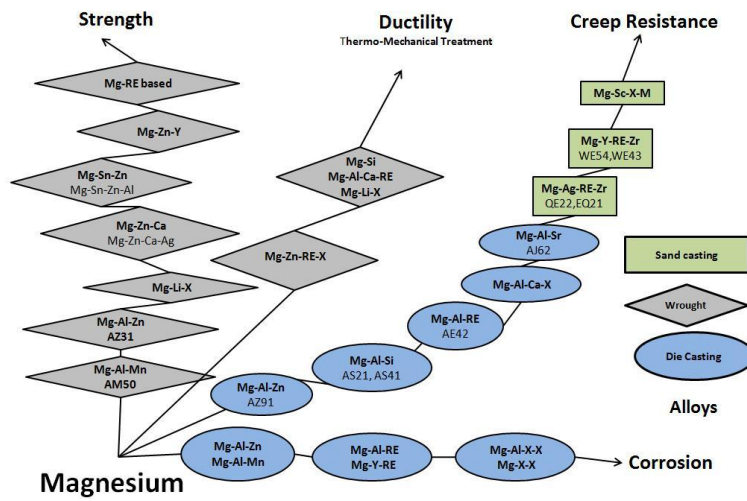 Strength
Ductility
Thermo-Mechanical Treatment
Creep Resistance
Mg-RE based
Mg-Zn-Y
Mg-Sn-Zn
Mg-Sn-Zn-Al
Mg-Zn-Ca
Mg-Zn-Ca-Ag
Mg-Li-X
Mg-Al-Zn
AZ31
Mg-Al-Mn
AM50
Mg-Si
Mg-Al-Ca-RE
Mg-Li-X
Mg-Zn-RE-X
Mg-Sc-X-M
Mg-Y-RE-Zr
WE54,WE43
Mg-Ag-RE-Zr
QE22,EQ21
Mg-Al-Sr
AJ62
Mg-Al-Ca-X
Mg-Al-RE
AE42
Mg-Al-Si
AS21, AS41
Mg-Al-Zn
AZ91
Sand casting
Wrought
Die Casting
Alloys
Mg-Al-Zn
Mg-Al-Mn
Mg-Al-RE
Mg-Y-RE
Mg-Al-X-X
Mg-X-X
Corrosion
Magnesium